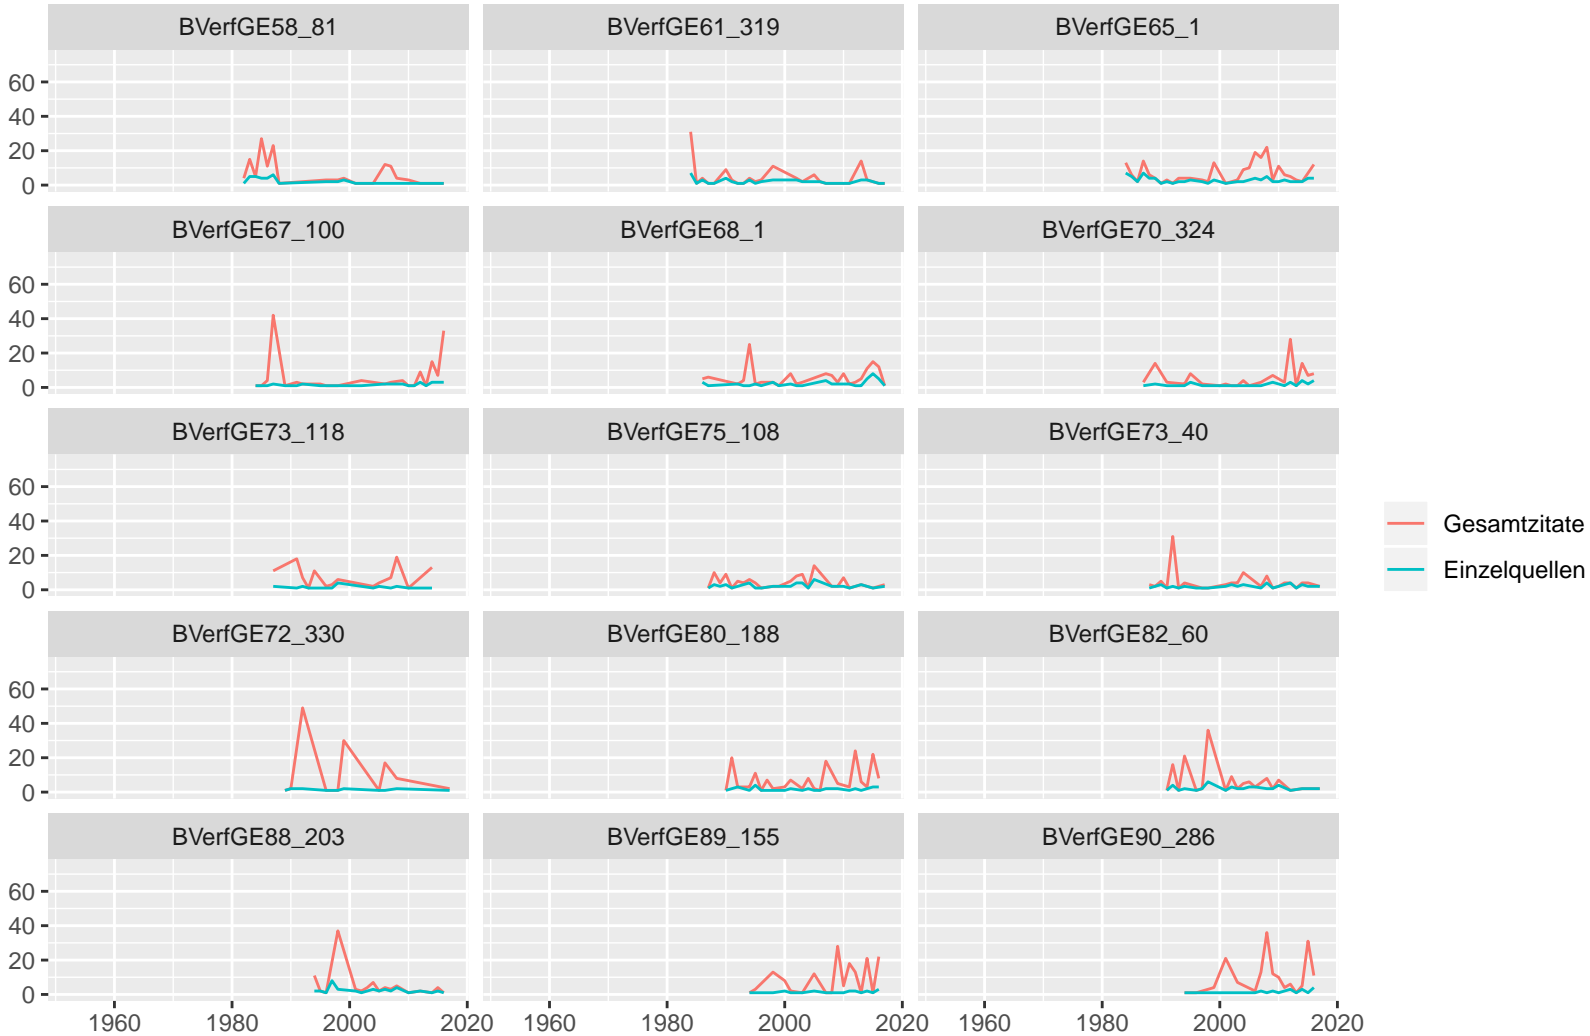 BVerfGE58_81 BVerfGE61_319 BVerfGE65_1
60
40
20
0
BVerfGE67_100 BVerfGE68_1 BVerfGE70_324
60
40
20
0
BVerfGE73_118 BVerfGE75_108 BVerfGE73_40
60
40
20
0
Gesamtzitate
Einzelquellen
BVerfGE72_330 BVerfGE80_188 BVerfGE82_60
60
40
20
0
BVerfGE88_203 BVerfGE89_155 BVerfGE90_286
60
40
20
0
1960 1980 2000 2020 1960 1980 2000 2020 1960 1980 2000 2020